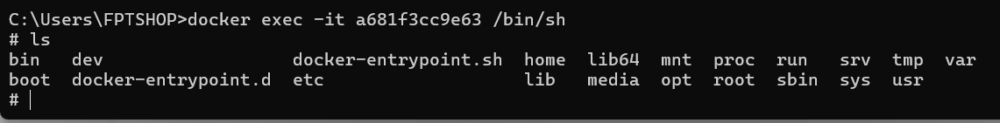 C:\Users\FPTSHOP>docker exec -it a681f3cc9e63 /bin/sh
# ls
bin   dev                  docker-entrypoint.sh  home  lib64  mnt  proc  run   srv  tmp  var
boot  docker-entrypoint.d  etc                   lib   media  opt  root  sbin  sys  usr
#